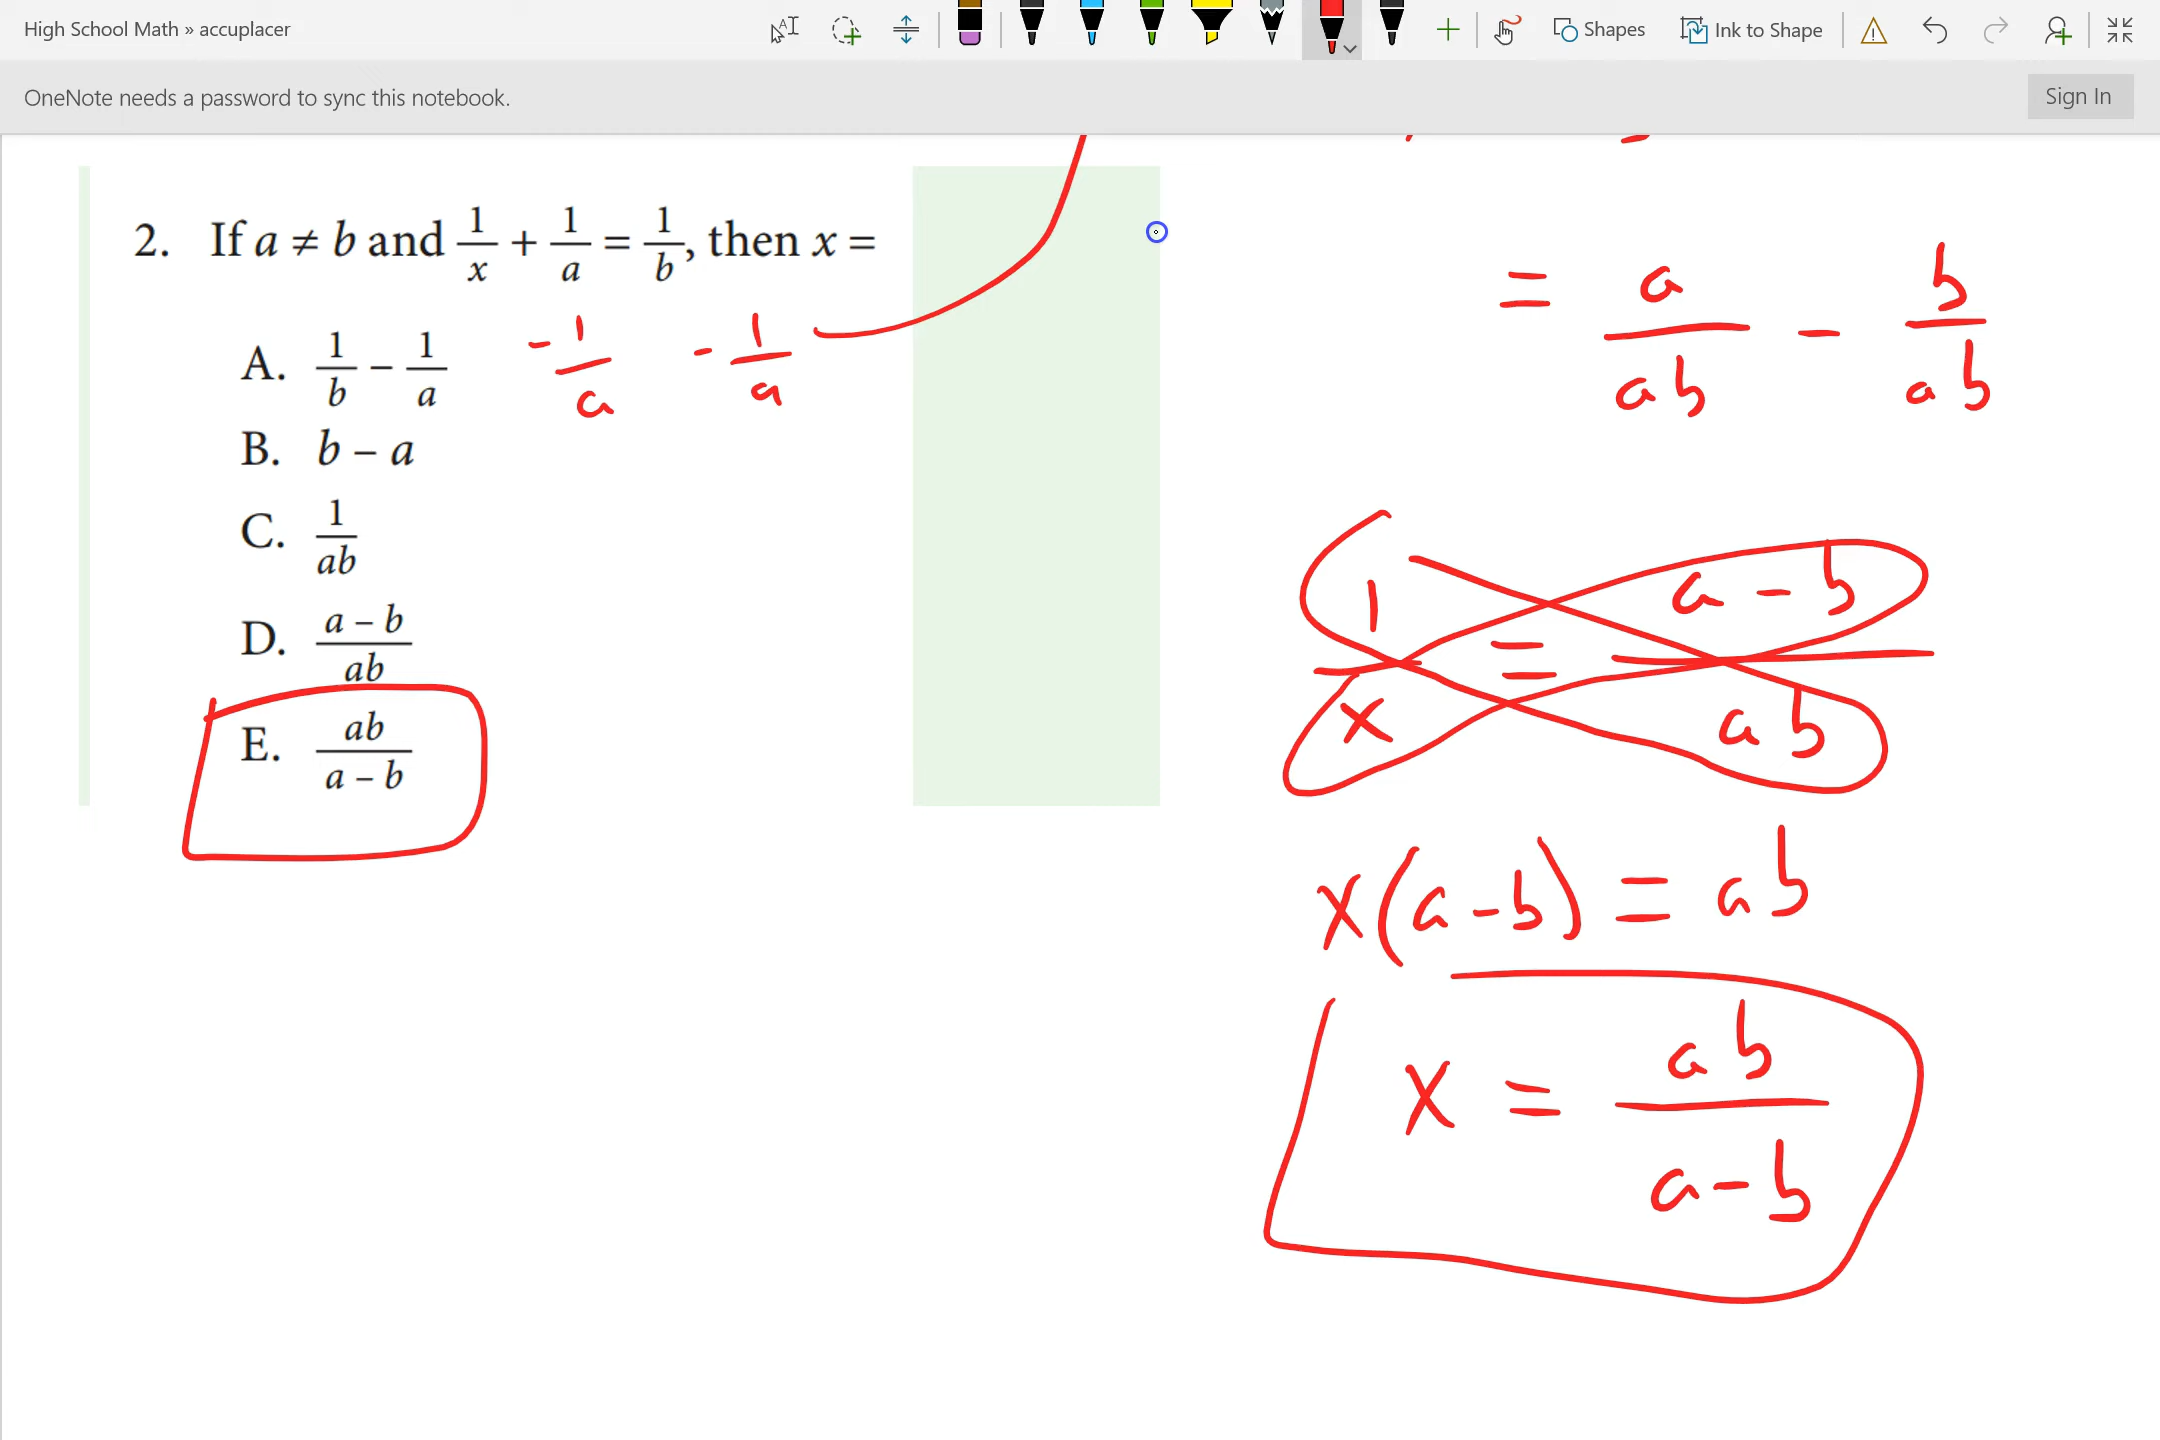 High School Math » accuplacer
Shapes
Ink to Shape
OneNote needs a password to sync this notebook.
Sign In
2. If a ≠ b and 1/x + 1/a = 1/b, then x =
A. 1/b − 1/a
B. b − a
C. 1/ab
D. (a − b)/ab
E. ab/(a − b)
- 1/a - 1/a
= a/ab - b/ab
1/x = (a - b)/ab
x(a - b) = ab
x = ab/(a - b)